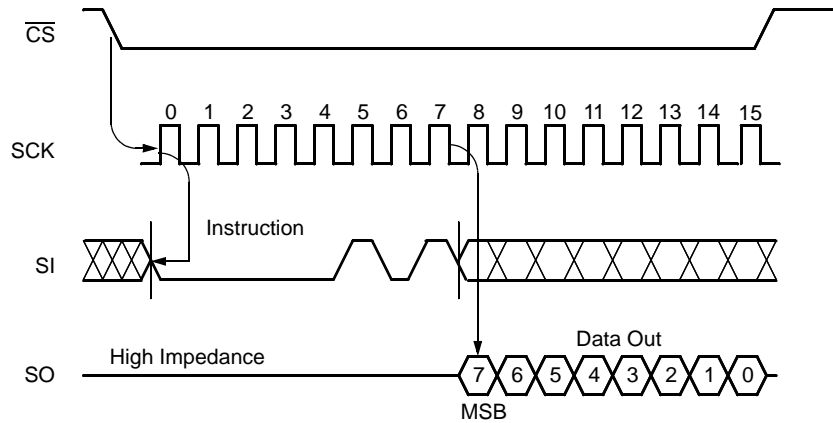 CS
0 1 2 3 4 5 6 7 8 9 10 11 12 13 14 15
SCK
Instruction
SI
High Impedance
Data Out
SO
7 6 5 4 3 2 1 0
MSB